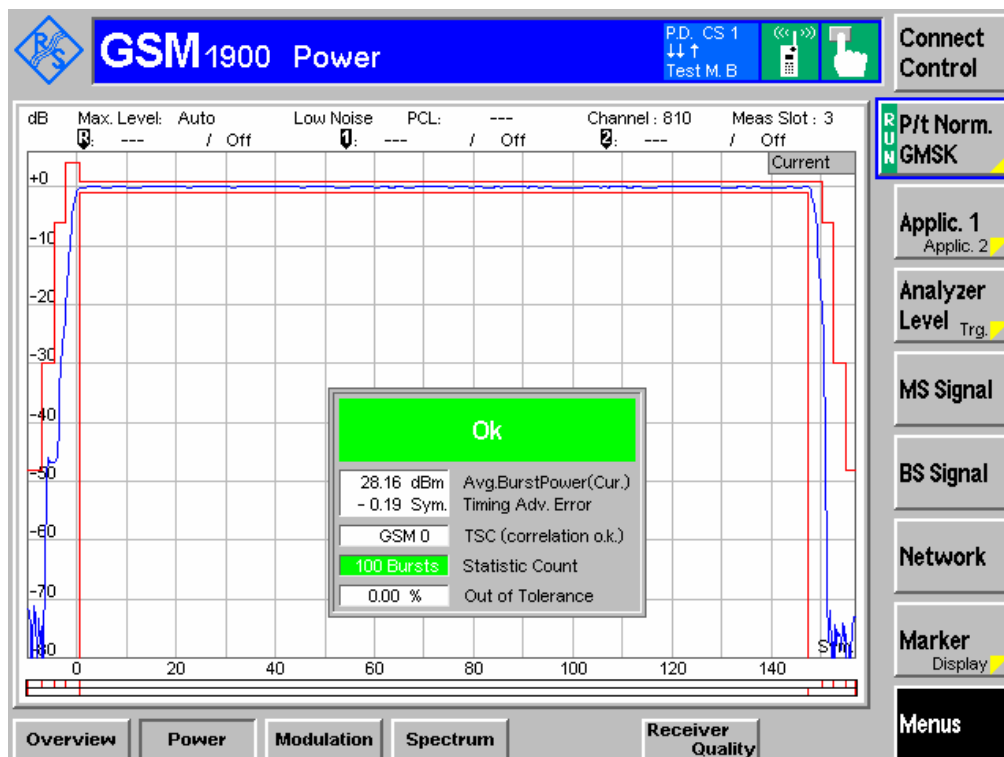 R S
GSM 1900 Power
P.D. CS 1
↓↓ ↑
Test M. B
Connect
Control
dB Max. Level: Auto Low Noise PCL: --- Channel : 810 Meas Slot : 3
R: --- / Off 1: --- / Off 2: --- / Off
Current
RUN
P/t Norm.
GMSK
Applic. 1
Applic. 2
Analyzer
Level Trg.
MS Signal
BS Signal
Network
Marker
Display
Menus
+0
-10
-20
-30
-40
-50
-60
-70
-80
0 20 40 60 80 100 120 140
Ok
28.16 dBm Avg.BurstPower(Cur.)
- 0.19 Sym. Timing Adv. Error
GSM 0 TSC (correlation o.k.)
100 Bursts Statistic Count
0.00 % Out of Tolerance
Overview Power Modulation Spectrum Receiver
Quality